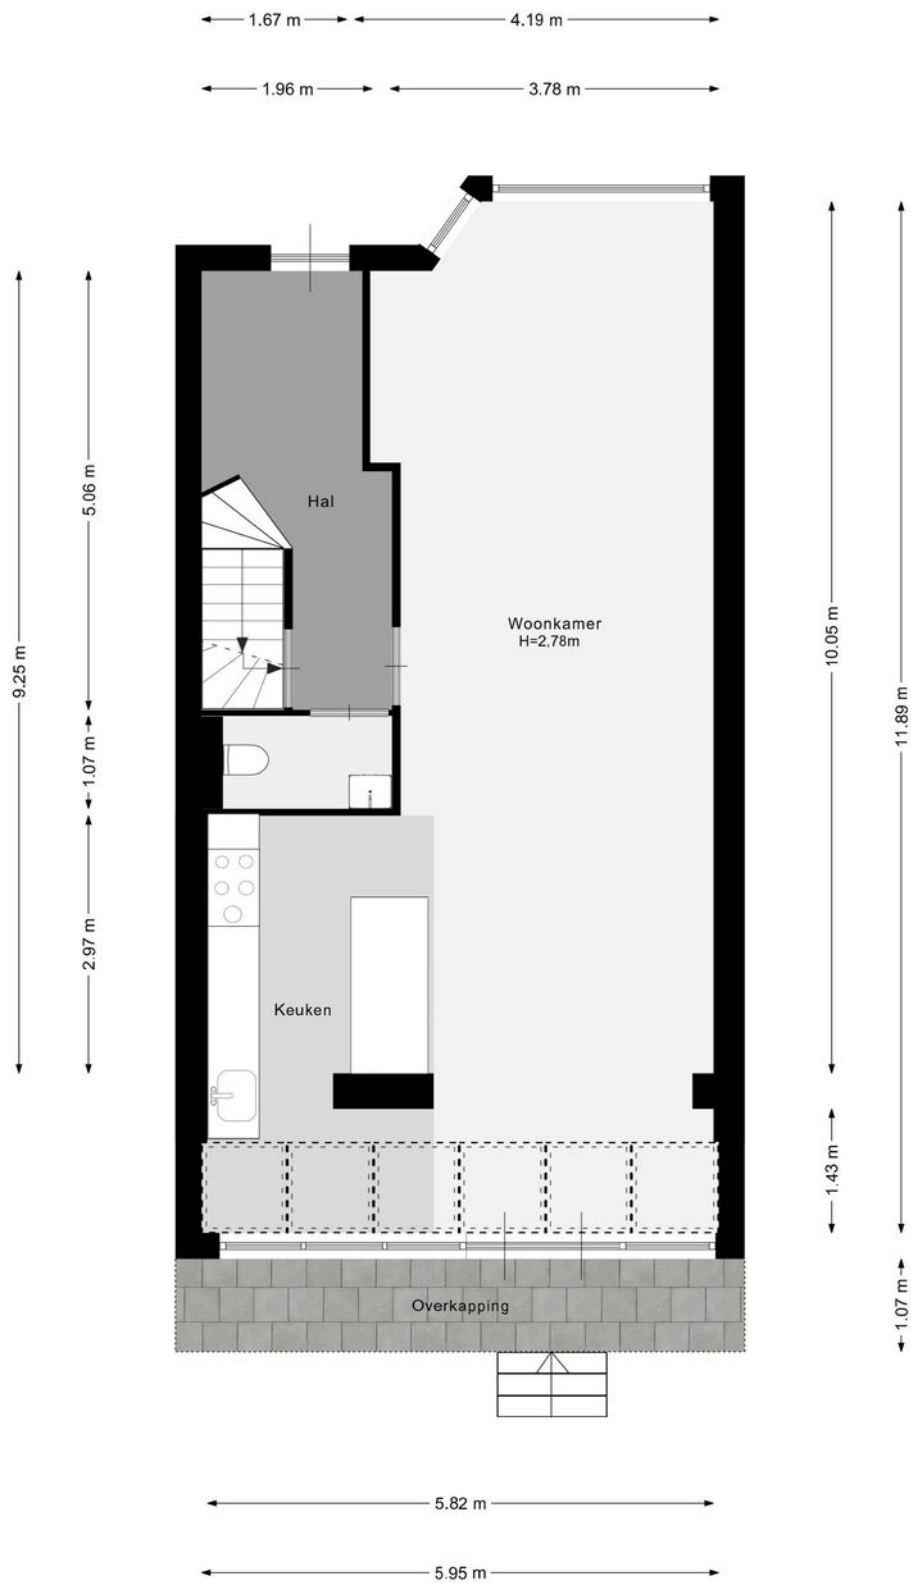 1.67 m
4.19 m
1.96 m
3.78 m
5.06 m
Hal
Woonkamer
H=2,78m
10.05 m
9.25 m
11.89 m
1.07 m
2.97 m
Keuken
1.43 m
Overkapping
1.07 m
5.82 m
5.95 m